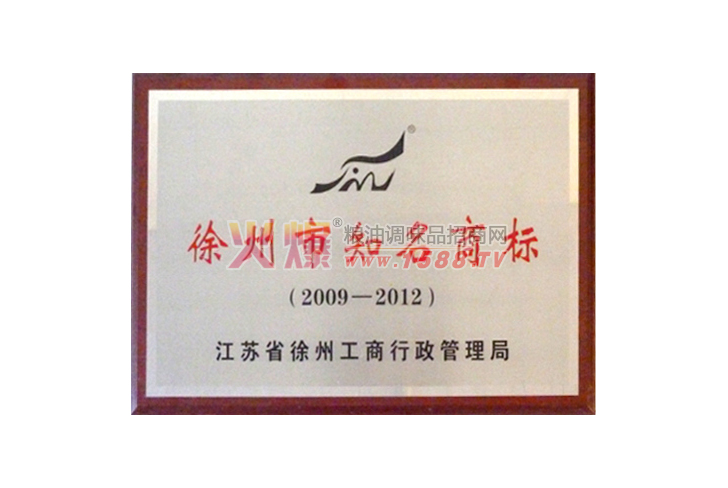 ®
徐州市知名商标
火爆®粮油调味品招商网
www.1588.TV
(2009—2012)
江苏省徐州工商行政管理局